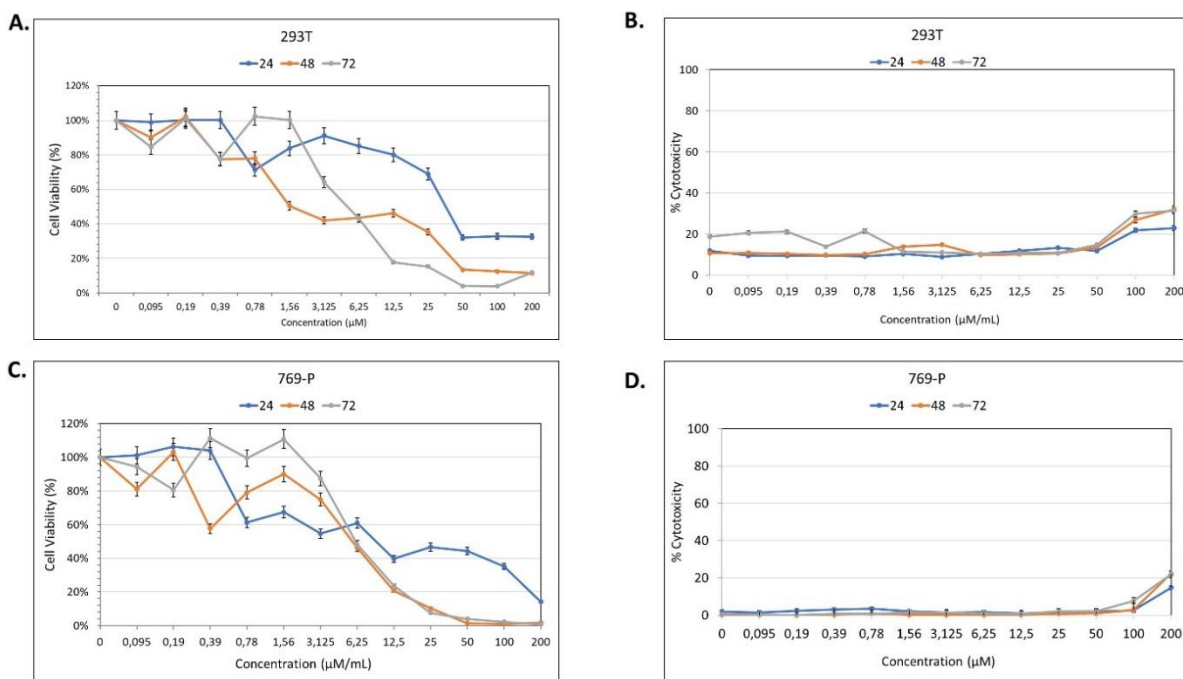 A.
293T
24 48 72
Cell Viability (%)
120%
100%
80%
60%
40%
20%
0%
0 0,095 0,19 0,39 0,78 1,56 3,125 6,25 12,5 25 50 100 200
Concentration (µM)
B.
293T
24 48 72
% Cytotoxicity
100
80
60
40
20
0
0 0,095 0,19 0,39 0,78 1,56 3,125 6,25 12,5 25 50 100 200
Concentration (µM/mL)
C.
769-P
24 48 72
Cell Viability (%)
120%
100%
80%
60%
40%
20%
0%
0 0,095 0,19 0,39 0,78 1,56 3,125 6,25 12,5 25 50 100 200
Concentration (µM/mL)
D.
769-P
24 48 72
% Cytotoxicity
100
80
60
40
20
0
0 0,095 0,19 0,39 0,78 1,56 3,125 6,25 12,5 25 50 100 200
Concentration (µM)